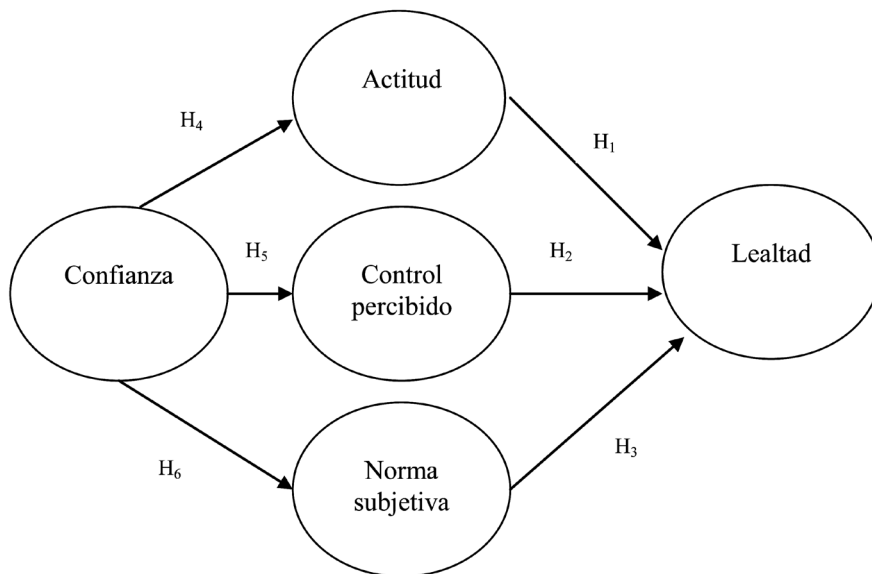 Actitud
H₄
H₁
Confianza
H₅
Control
percibido
H₂
Lealtad
H₆
Norma
subjetiva
H₃